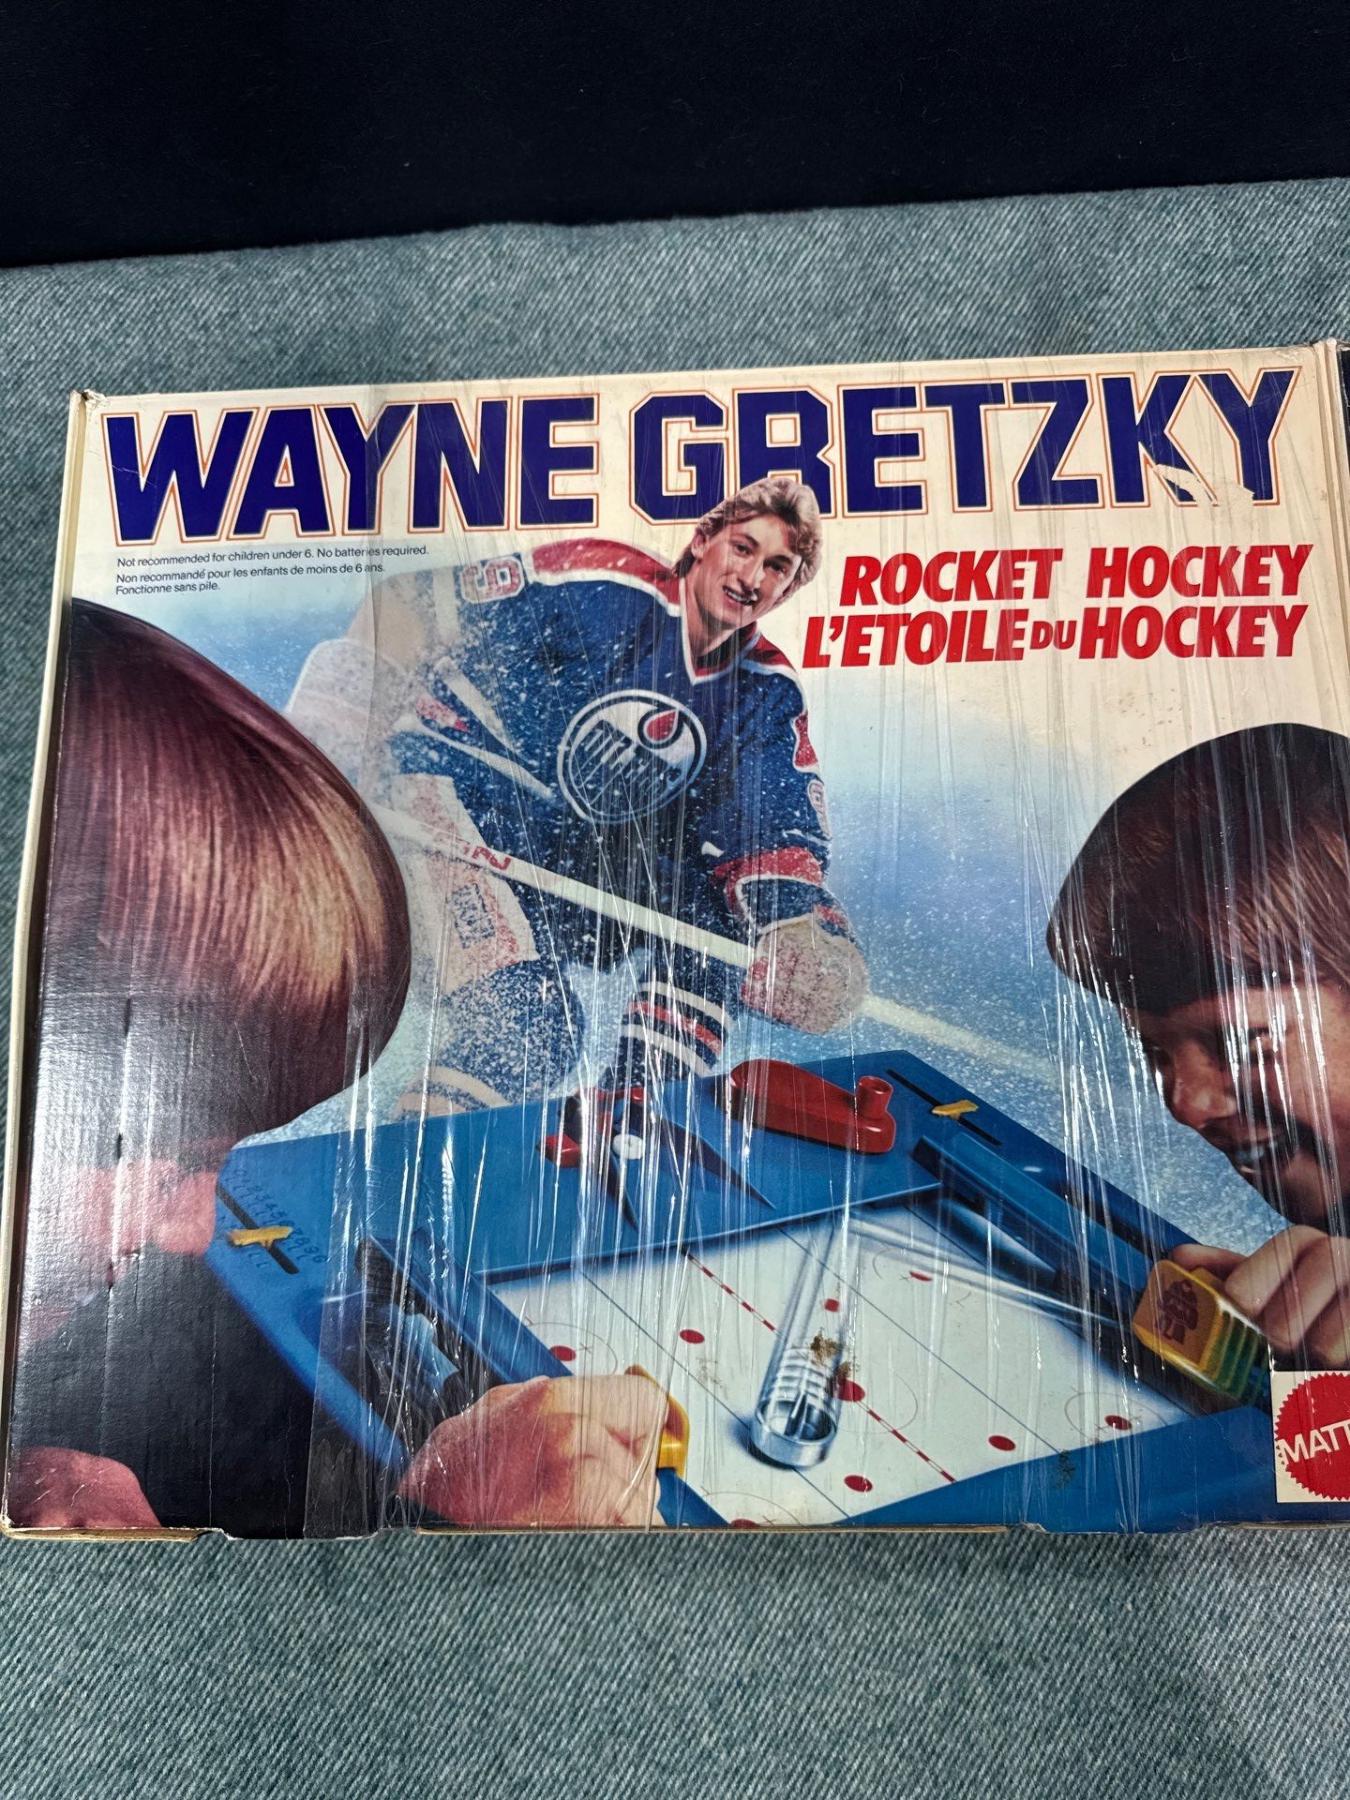 WAYNE GRETZKY
Not recommended for children under 6. No batteries required.
Non recommandé pour les enfants de moins de 6 ans.
Fonctionne sans pile.
ROCKET HOCKEY
L'ETOILE DU HOCKEY
MATT